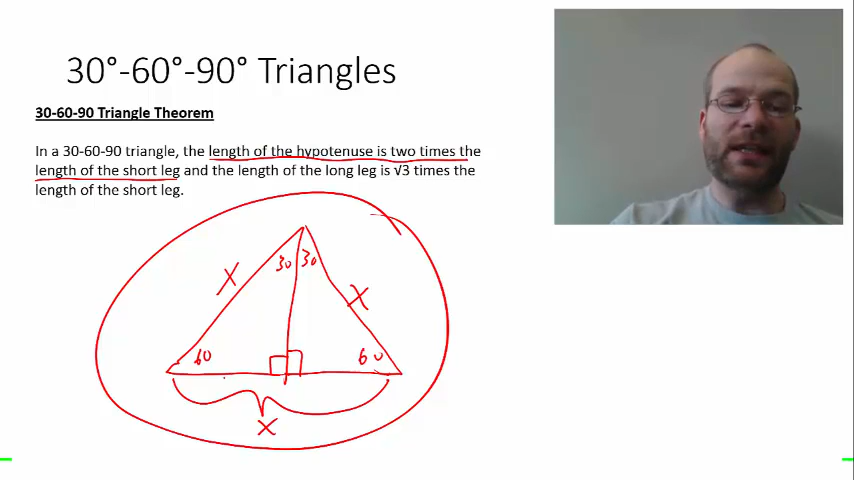 30°-60°-90° Triangles
30-60-90 Triangle Theorem
In a 30-60-90 triangle, the length of the hypotenuse is two times the
length of the short leg and the length of the long leg is √3 times the
length of the short leg.
30 30
X
X
60
60
X